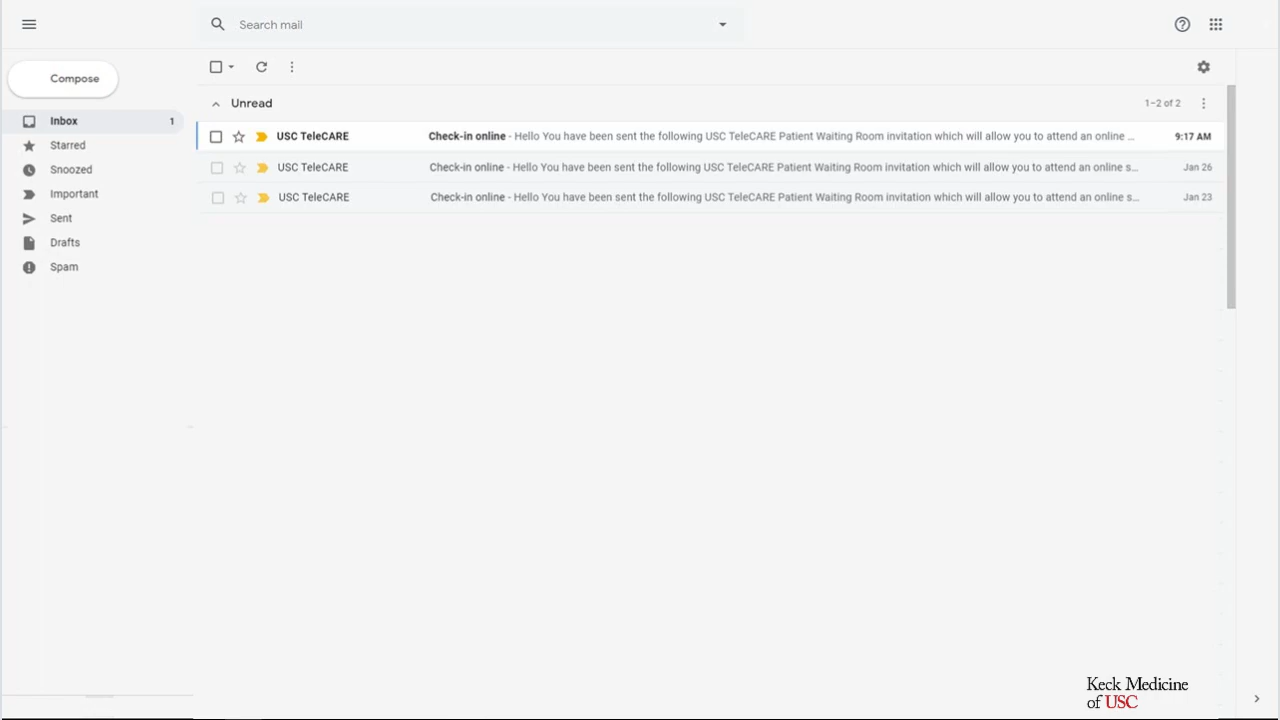 Search mail
Compose
Inbox 1
Starred
Snoozed
Important
Sent
Drafts
Spam
Unread 1–2 of 2
USC TeleCARE Check-in online - Hello You have been sent the following USC TeleCARE Patient Waiting Room invitation which will allow you to attend an online ... 9:17 AM
USC TeleCARE Check-in online - Hello You have been sent the following USC TeleCARE Patient Waiting Room invitation which will allow you to attend an online s... Jan 26
USC TeleCARE Check-in online - Hello You have been sent the following USC TeleCARE Patient Waiting Room invitation which will allow you to attend an online s... Jan 23
Keck Medicine
of USC